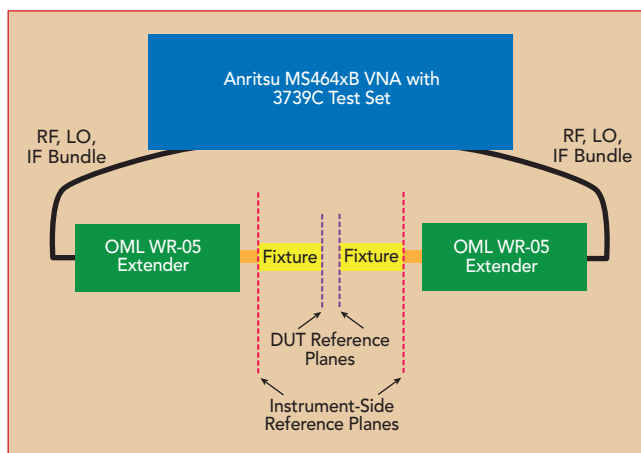 Anritsu MS464xB VNA with
3739C Test Set
RF, LO,
IF Bundle
RF, LO,
IF Bundle
OML WR-05
Extender
Fixture
Fixture
OML WR-05
Extender
DUT Reference
Planes
Instrument-Side
Reference Planes